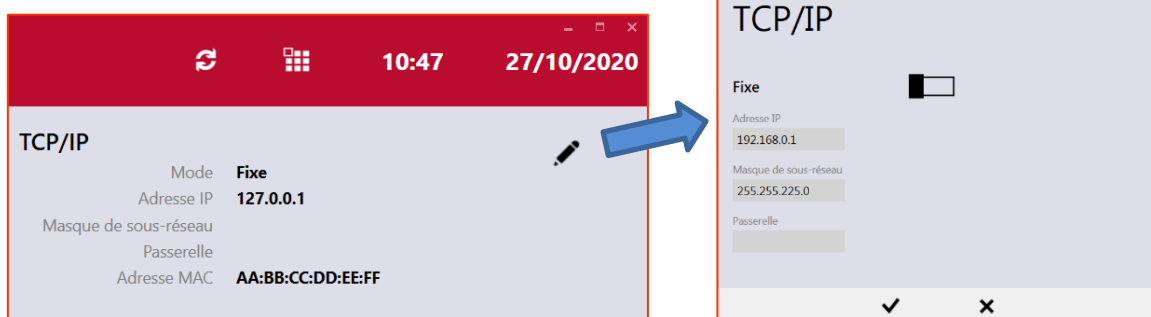 10:47 27/10/2020
TCP/IP
Mode Fixe
Adresse IP 127.0.0.1
Masque de sous-réseau
Passerelle
Adresse MAC AA:BB:CC:DD:EE:FF
TCP/IP
Fixe
Adresse IP
192.168.0.1
Masque de sous-réseau
255.255.225.0
Passerelle